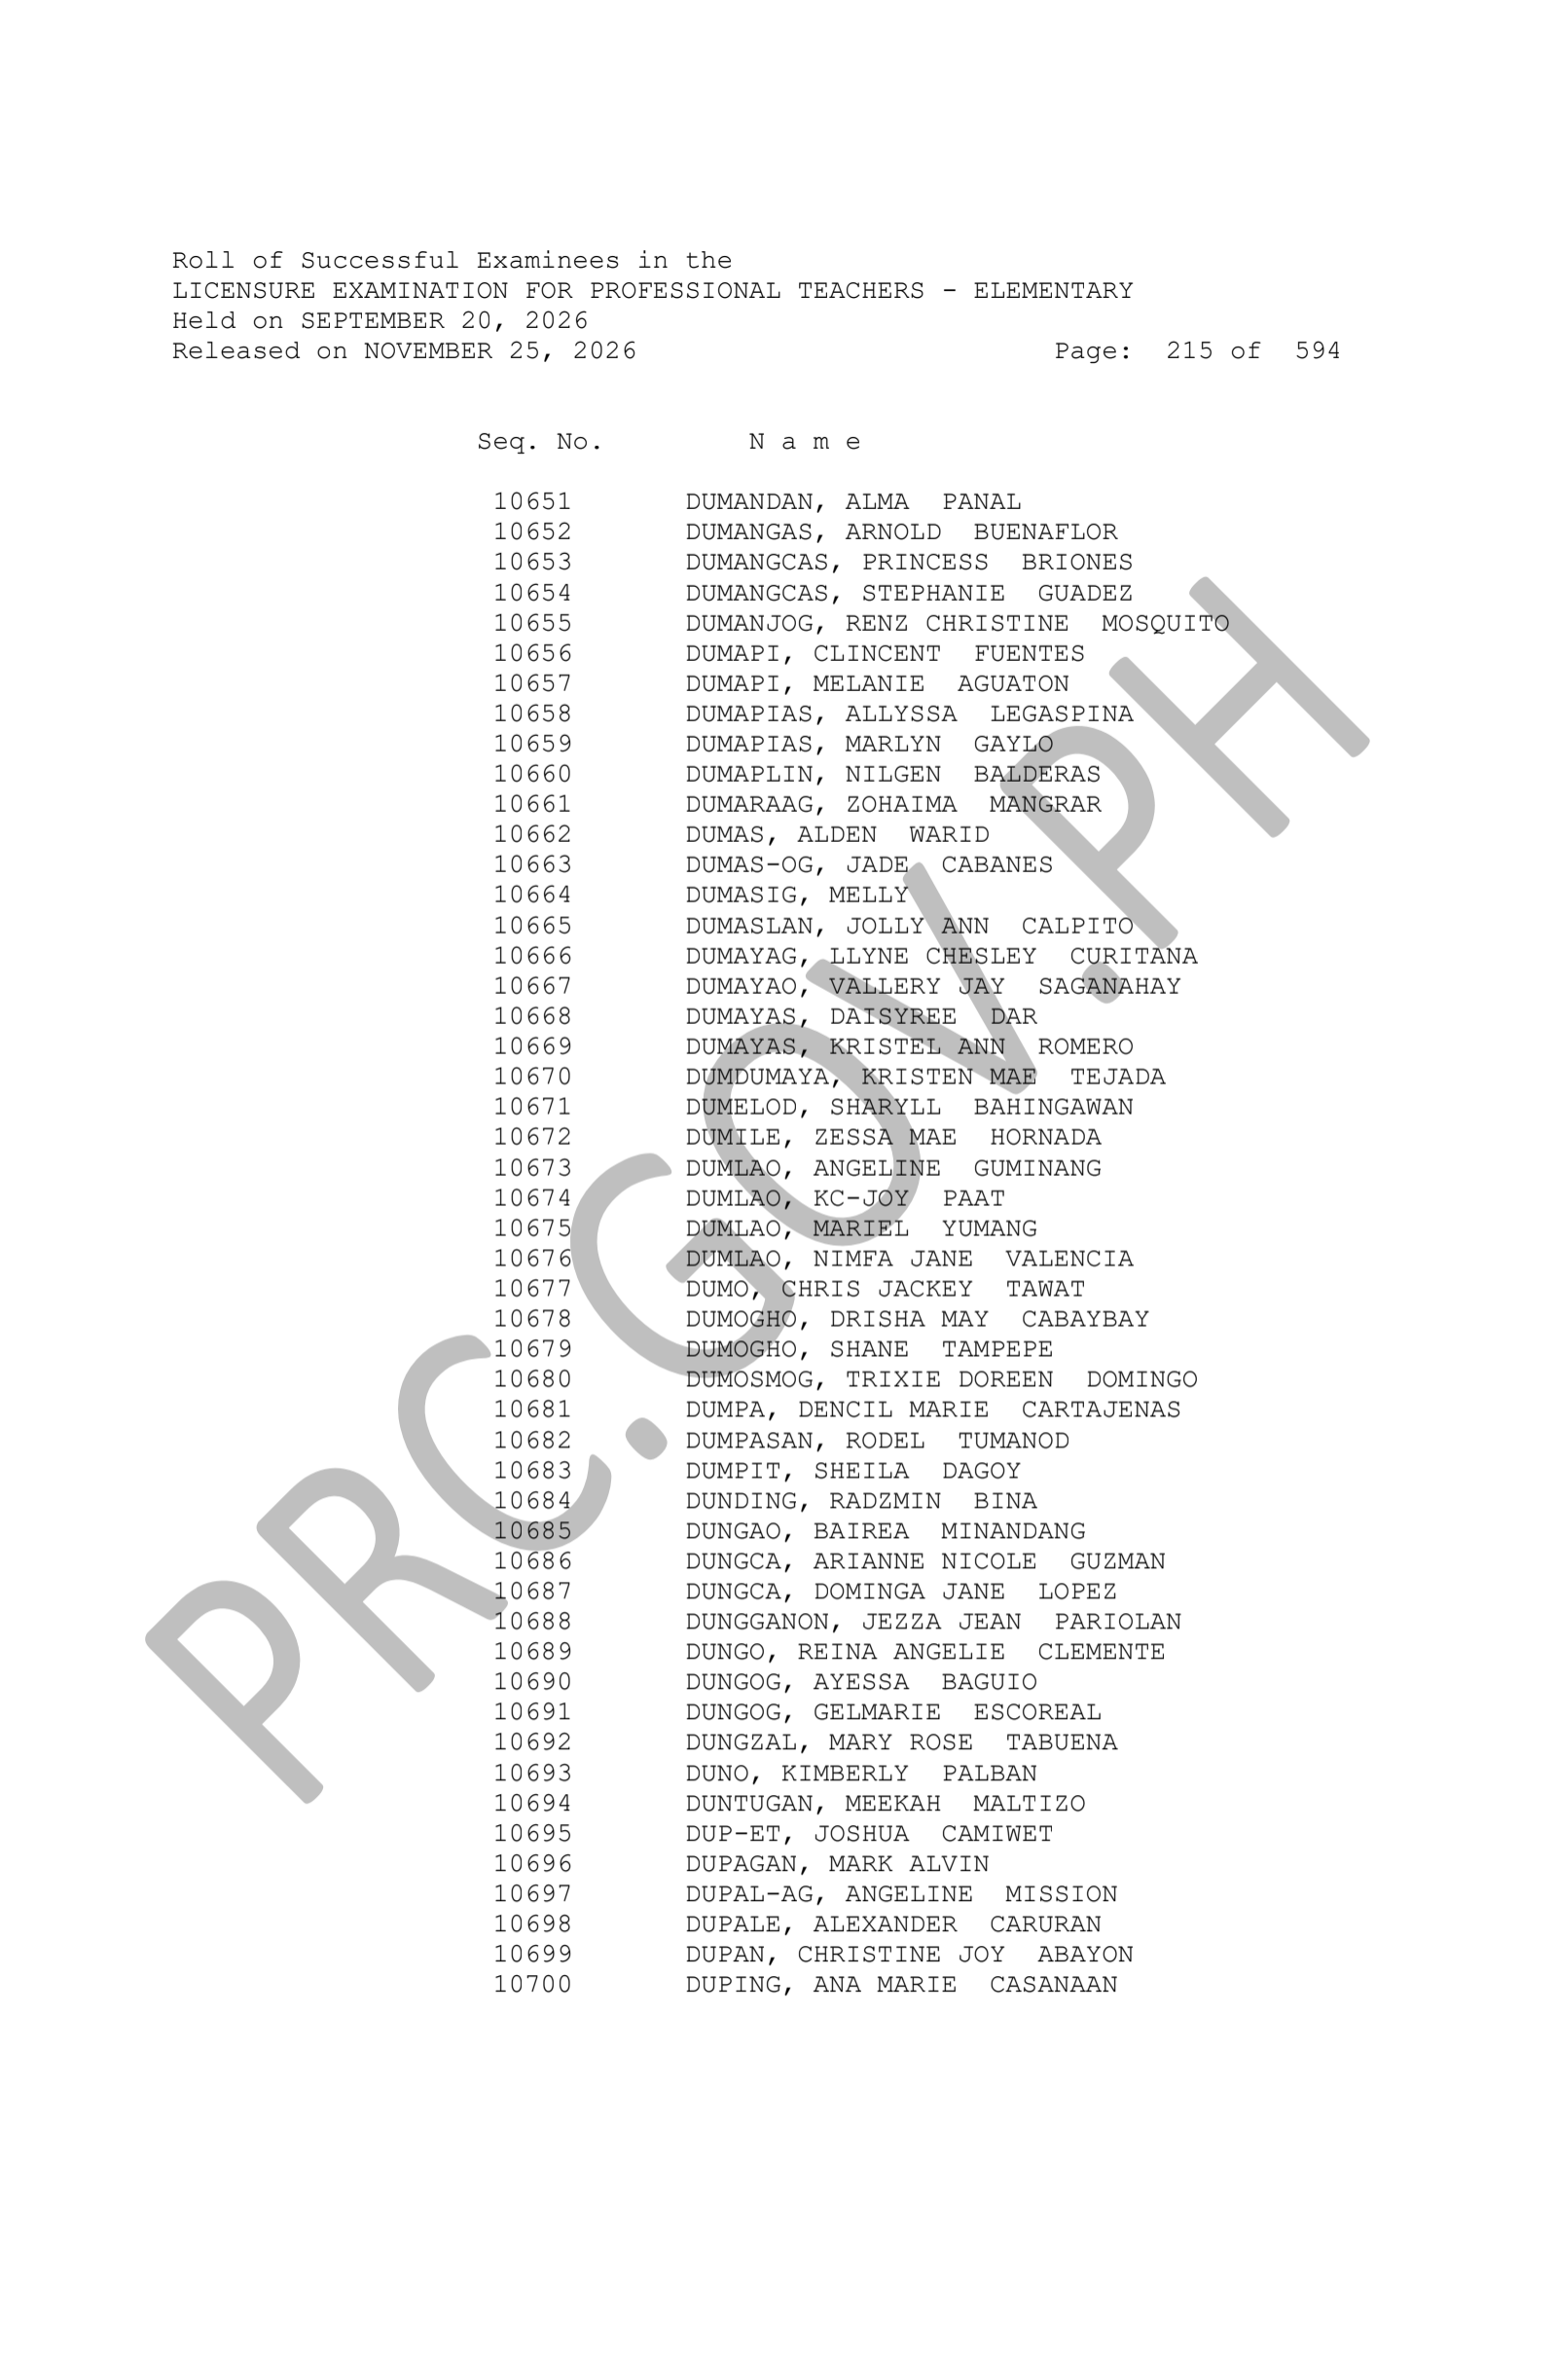 Roll of Successful Examinees in the
LICENSURE EXAMINATION FOR PROFESSIONAL TEACHERS - ELEMENTARY
Held on SEPTEMBER 20, 2026
Released on NOVEMBER 25, 2026 Page: 215 of 594
Seq. No. N a m e
10651 DUMANDAN, ALMA PANAL
10652 DUMANGAS, ARNOLD BUENAFLOR
10653 DUMANGCAS, PRINCESS BRIONES
10654 DUMANGCAS, STEPHANIE GUADEZ
10655 DUMANJOG, RENZ CHRISTINE MOSQUITO
10656 DUMAPI, CLINCENT FUENTES
10657 DUMAPI, MELANIE AGUATON
10658 DUMAPIAS, ALLYSSA LEGASPINA
10659 DUMAPIAS, MARLYN GAYLO
10660 DUMAPLIN, NILGEN BALDERAS
10661 DUMARAAG, ZOHAIMA MANGRAR
10662 DUMAS, ALDEN WARID
10663 DUMAS-OG, JADE CABANES
10664 DUMASIG, MELLY
10665 DUMASLAN, JOLLY ANN CALPITO
10666 DUMAYAG, LLYNE CHESLEY CURITANA
10667 DUMAYAO, VALLERY JAY SAGANAHAY
10668 DUMAYAS, DAISYREE DAR
10669 DUMAYAS, KRISTEL ANN ROMERO
10670 DUMDUMAYA, KRISTEN MAE TEJADA
10671 DUMELOD, SHARYLL BAHINGAWAN
10672 DUMILE, ZESSA MAE HORNADA
10673 DUMLAO, ANGELINE GUMINANG
10674 DUMLAO, KC-JOY PAAT
10675 DUMLAO, MARIEL YUMANG
10676 DUMLAO, NIMFA JANE VALENCIA
10677 DUMO, CHRIS JACKEY TAWAT
10678 DUMOGHO, DRISHA MAY CABAYBAY
10679 DUMOGHO, SHANE TAMPEPE
10680 DUMOSMOG, TRIXIE DOREEN DOMINGO
10681 DUMPA, DENCIL MARIE CARTAJENAS
10682 DUMPASAN, RODEL TUMANOD
10683 DUMPIT, SHEILA DAGOY
10684 DUNDING, RADZMIN BINA
10685 DUNGAO, BAIREA MINANDANG
10686 DUNGCA, ARIANNE NICOLE GUZMAN
10687 DUNGCA, DOMINGA JANE LOPEZ
10688 DUNGGANON, JEZZA JEAN PARIOLAN
10689 DUNGO, REINA ANGELIE CLEMENTE
10690 DUNGOG, AYESSA BAGUIO
10691 DUNGOG, GELMARIE ESCOREAL
10692 DUNGZAL, MARY ROSE TABUENA
10693 DUNO, KIMBERLY PALBAN
10694 DUNTUGAN, MEEKAH MALTIZO
10695 DUP-ET, JOSHUA CAMIWET
10696 DUPAGAN, MARK ALVIN
10697 DUPAL-AG, ANGELINE MISSION
10698 DUPALE, ALEXANDER CARURAN
10699 DUPAN, CHRISTINE JOY ABAYON
10700 DUPING, ANA MARIE CASANAAN
PRC.GOV.PH